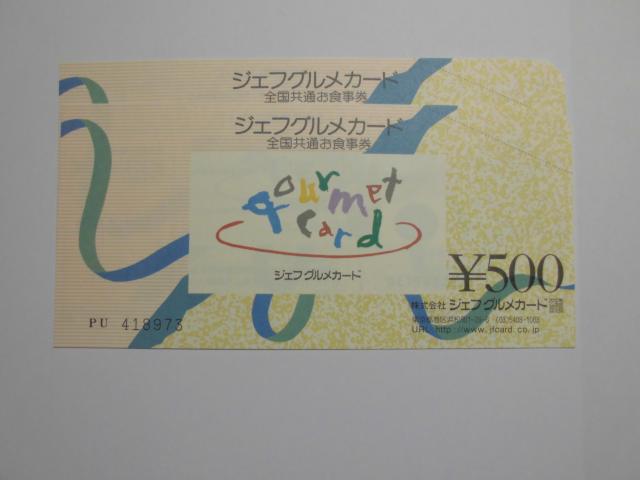 ジェフグルメカード
全国共通お食事券
ジェフグルメカード
全国共通お食事券
gourmet
card
ジェフグルメカード
¥500
株式会社 ジェフグルメカード
URL http://www.jfcard.co.jp
PU 418973